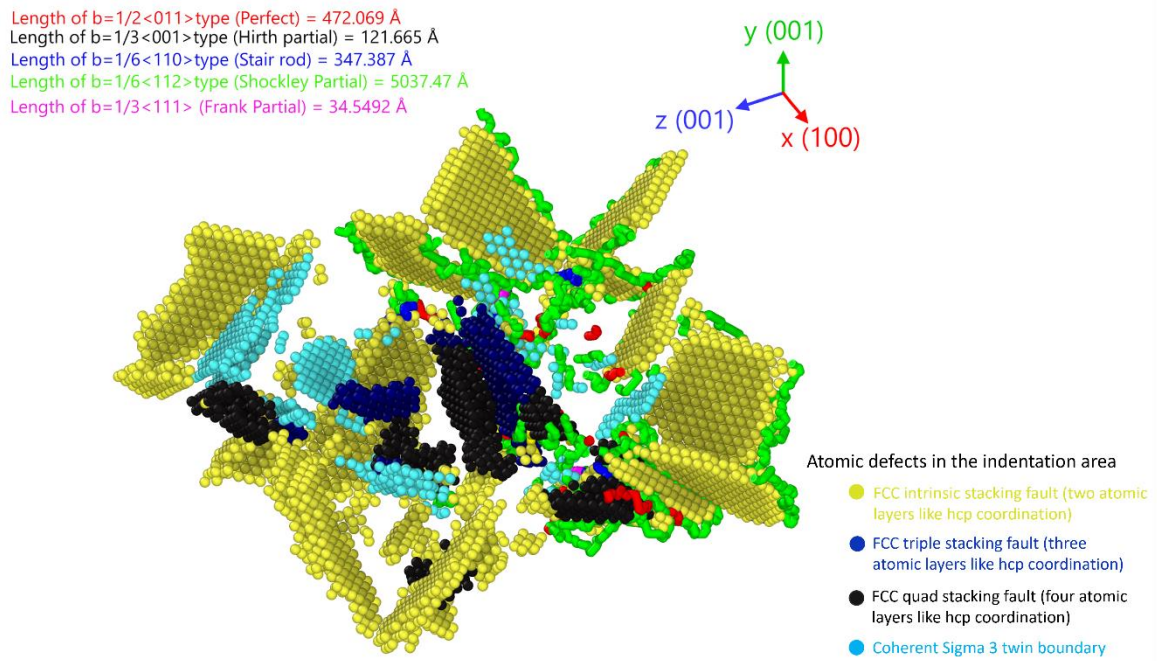 Length of b=1/2<011>type (Perfect) = 472.069 Å
Length of b=1/3<001>type (Hirth partial) = 121.665 Å
Length of b=1/6<110>type (Stair rod) = 347.387 Å
Length of b=1/6<112>type (Shockley Partial) = 5037.47 Å
Length of b=1/3<111> (Frank Partial) = 34.5492 Å
y (001)
z (001)
x (100)
Atomic defects in the indentation area
FCC intrinsic stacking fault (two atomic
layers like hcp coordination)
FCC triple stacking fault (three
atomic layers like hcp coordination)
FCC quad stacking fault (four atomic
layers like hcp coordination)
Coherent Sigma 3 twin boundary